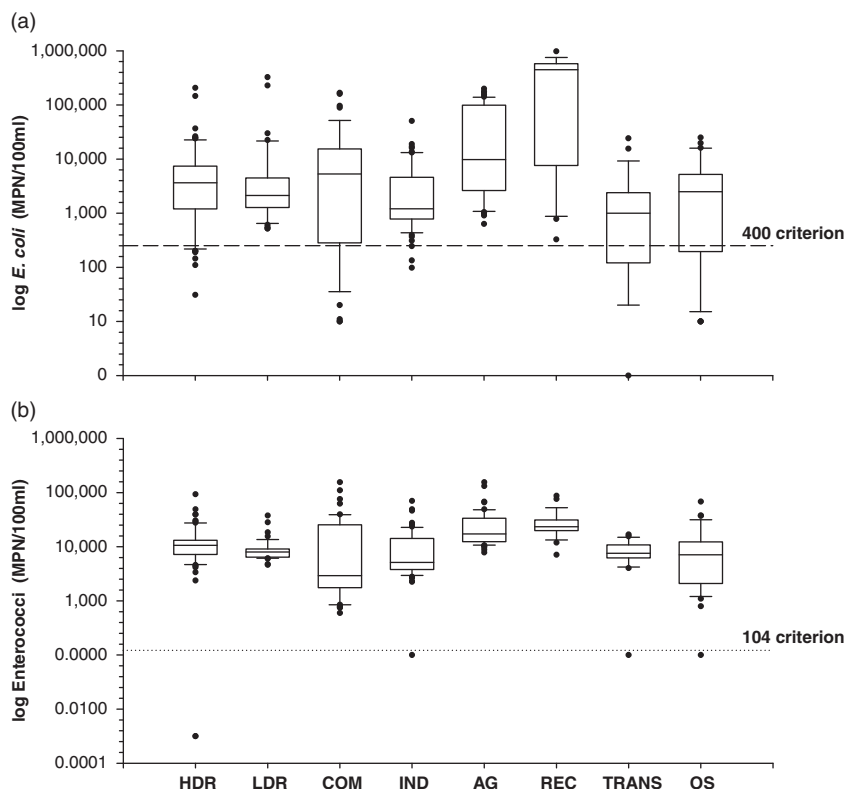 (a)
log E. coli (MPN/100ml)
1,000,000
100,000
10,000
1,000
100
10
0
400 criterion
(b)
log Enterococci (MPN/100ml)
1,000,000
100,000
10,000
1,000
0.0000
0.0100
0.0001
104 criterion
HDR LDR COM IND AG REC TRANS OS